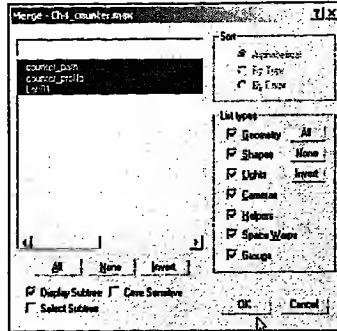 Merge - Ch4_counter.max
Sort
Alphabetical
By Type
By Color
counter_path
counter_profile
List Types
Geometry All
Shapes None
Lights Invert
Cameras
Helpers
Space Warps
Groups
All None Invert
Display Subtree Case Sensitive
Select Subtree
OK Cancel